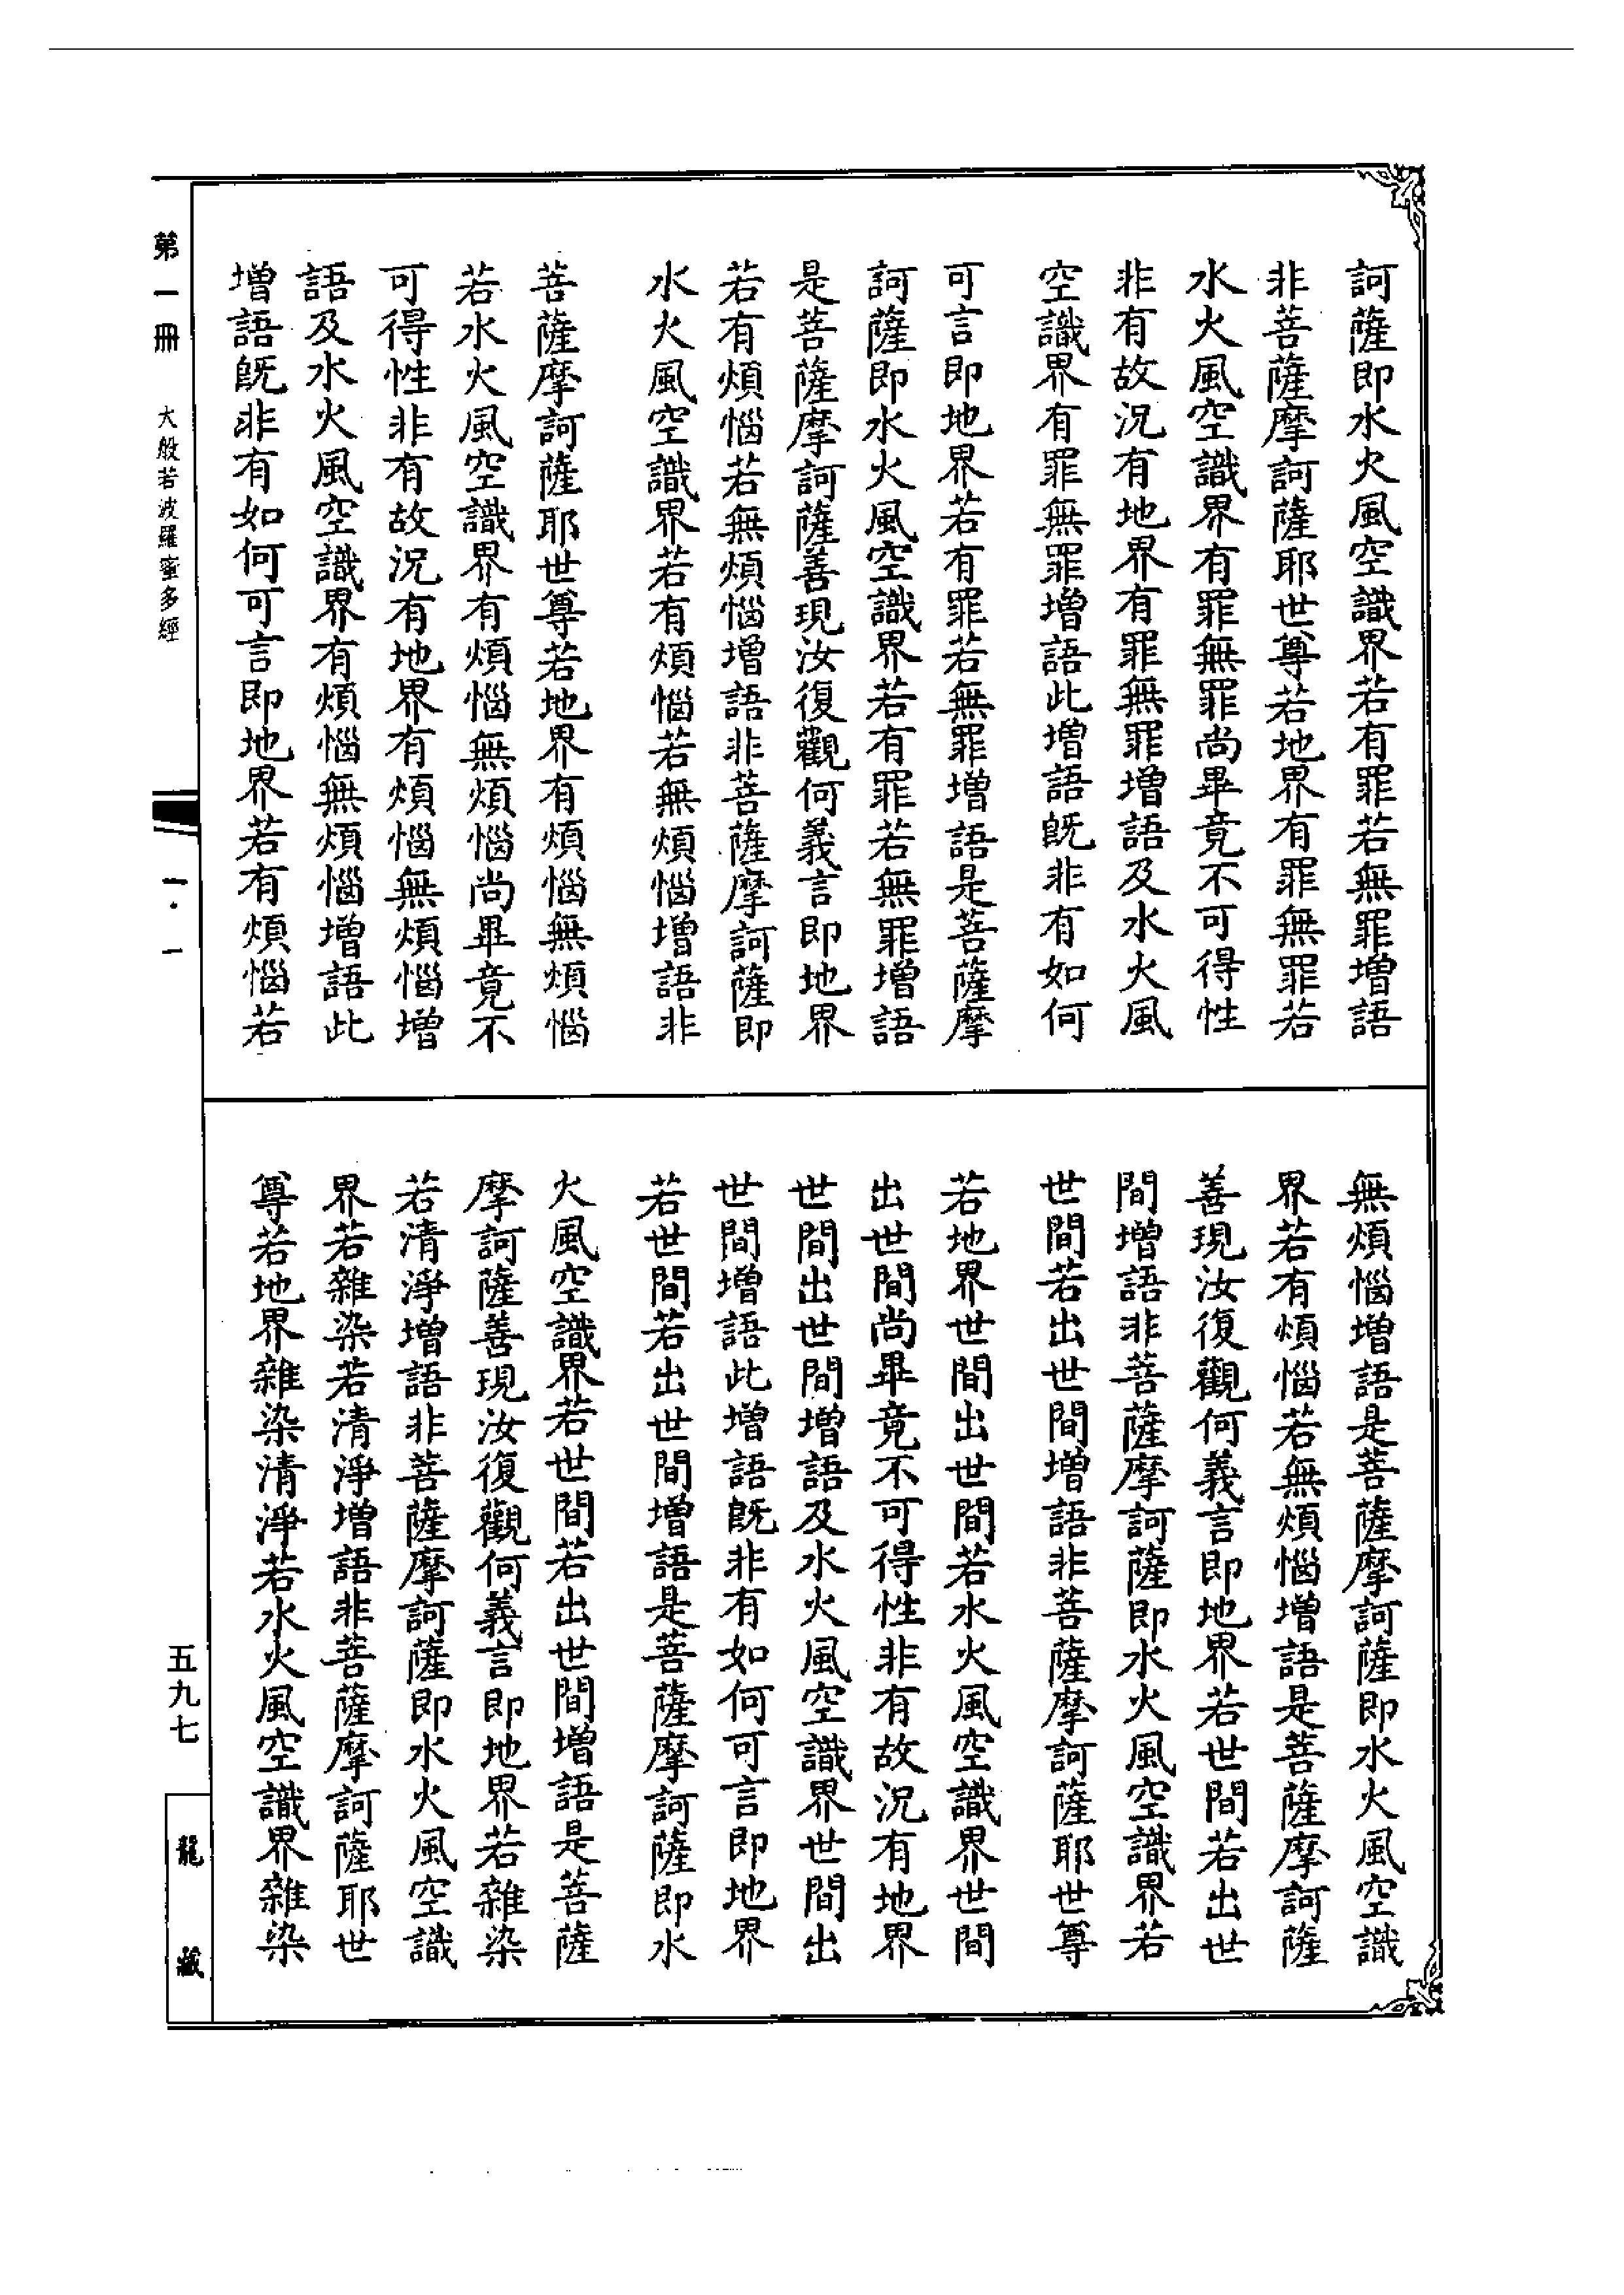 訶薩即水火風空識界若有罪若無罪增語
非菩薩摩訶薩耶世尊若地界有罪無罪若
水火風空識界有罪無罪尚畢竟不可得性
非有故況有地界有罪無罪增語及水火風
空識界有罪無罪增語此增語旣非有如何
可言即地界若有罪若無罪增語是菩薩摩
訶薩即水火風空識界若有罪若無罪增語
是菩薩摩訶薩善現汝復觀何義言即地界
若有煩惱若無煩惱增語非菩薩摩訶薩即
水火風空識界若有煩惱若無煩惱增語非
菩薩摩訶薩耶世尊若地界有煩惱無煩惱
若水火風空識界有煩惱無煩惱尚畢竟不
可得性非有故況有地界有煩惱無煩惱增
語及水火風空識界有煩惱無煩惱增語此
增語旣非有如何可言即地界若有煩惱若
無煩惱增語是菩薩摩訶薩即水火風空識
界若有煩惱若無煩惱增語是菩薩摩訶薩
善現汝復觀何義言即地界若世間若出世
間增語非菩薩摩訶薩即水火風空識界若
世間若出世間增語非菩薩摩訶薩耶世尊
若地界世間出世間若水火風空識界世間
出世間尚畢竟不可得性非有故況有地界
世間出世間增語及水火風空識界世間出
世間增語此增語旣非有如何可言即地界
若世間若出世間增語是菩薩摩訶薩即水
火風空識界若世間若出世間增語是菩薩
摩訶薩善現汝復觀何義言即地界若雜染
若清淨增語非菩薩摩訶薩即水火風空識
界若雜染若清淨增語非菩薩摩訶薩耶世
尊若地界雜染清淨若水火風空識界雜染
第一冊 大般若波羅蜜多經
一·一
五九七
龍藏